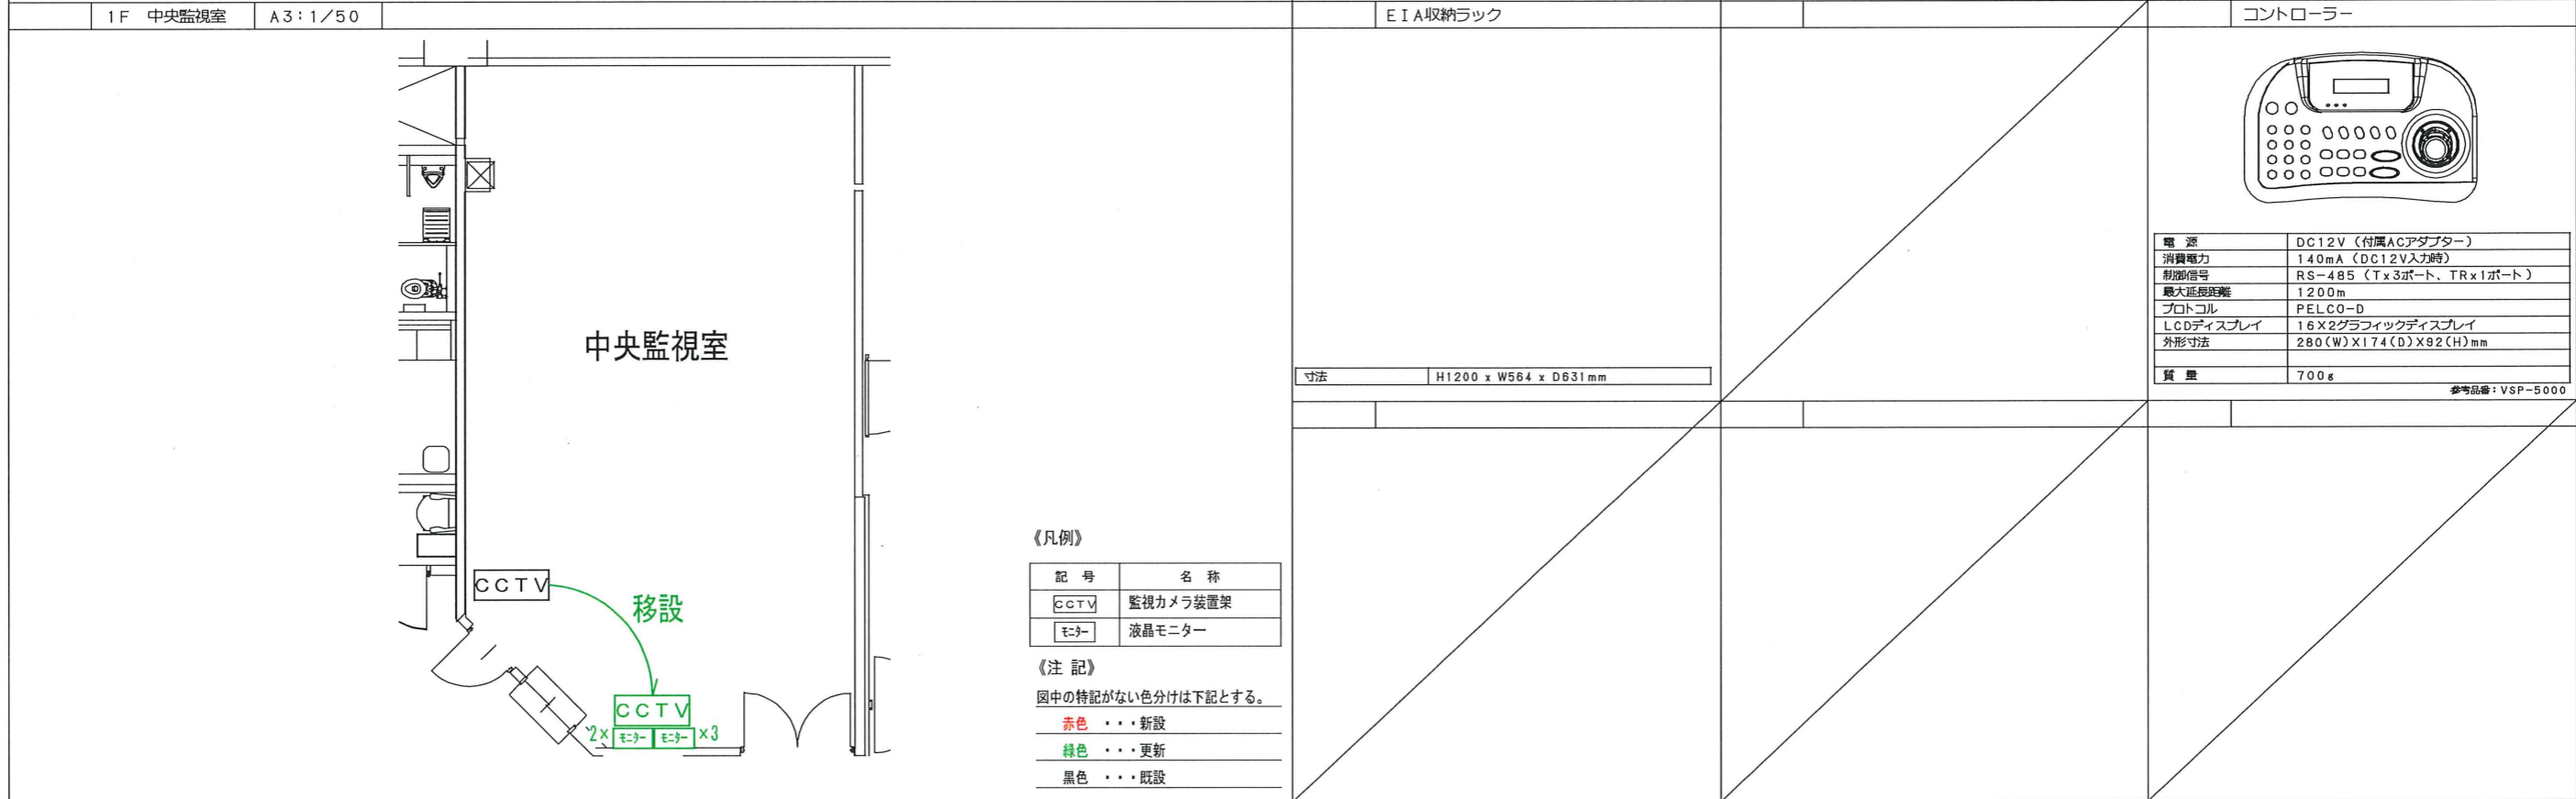 1F 中央監視室
A3:1/50
EIA収納ラック
コントローラー
中央監視室
CCTV
移設
CCTV
2× モニター モニター ×3
《凡例》
記 号 名 称
CCTV 監視カメラ装置架
モニター 液晶モニター
《注 記》
図中の特記がない色分けは下記とする。
赤色 ・・・新設
緑色 ・・・更新
黒色 ・・・既設
寸法 H1200 x W564 x D631mm
電 源 DC12V(付属ACアダプター)
消費電力 140mA(DC12V入力時)
制御信号 RS-485(Tx3ポート、TRx1ポート)
最大延長距離 1200m
プロトコル PELCO-D
LCDディスプレイ 16X2グラフィックディスプレイ
外形寸法 280(W)X174(D)X92(H)mm
質 量 700g
参考品番:VSP-5000